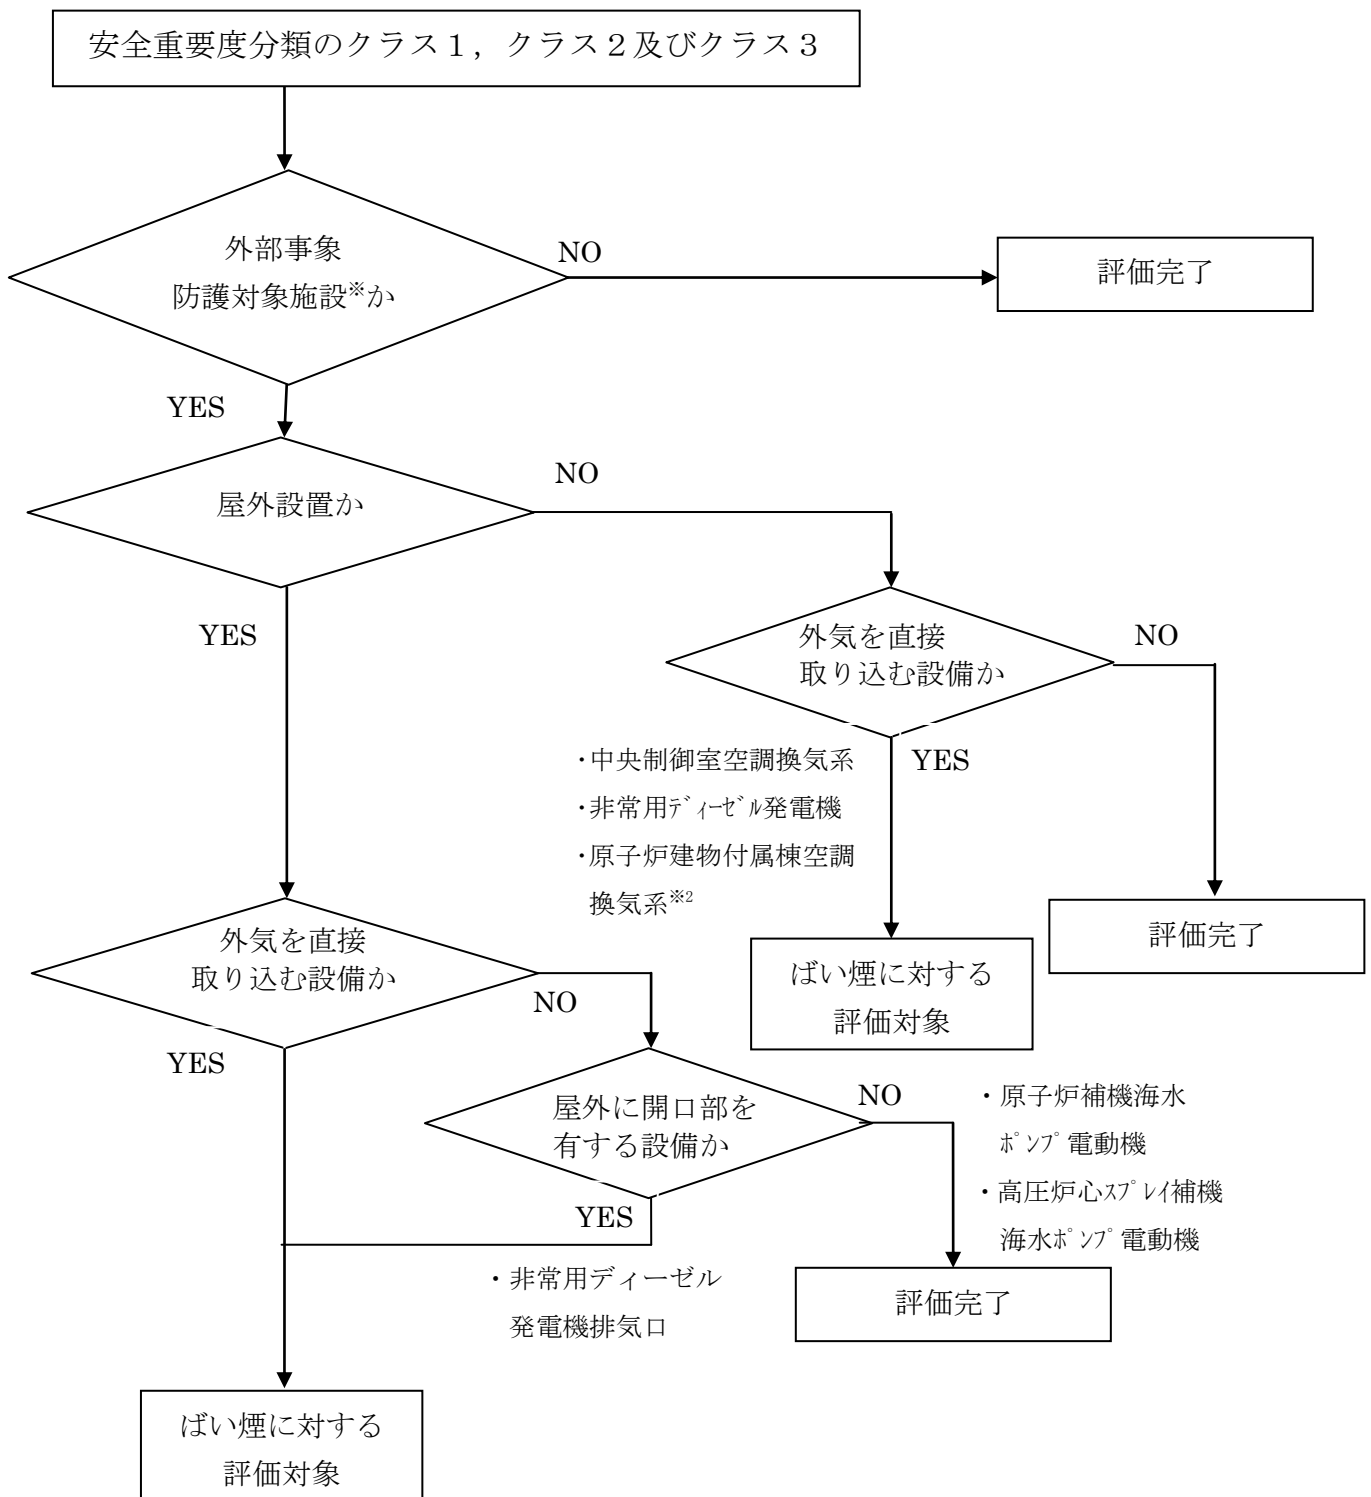 安全重要度分類のクラス１，クラス２及びクラス３
外部事象
防護対象施設※か
NO
評価完了
YES
屋外設置か
NO
YES
外気を直接
取り込む設備か
NO
・中央制御室空調換気系
・非常用ﾃﾞｨｰｾﾞﾙ発電機
・原子炉建物付属棟空調
換気系※2
YES
評価完了
ばい煙に対する
評価対象
外気を直接
取り込む設備か
NO
YES
屋外に開口部を
有する設備か
NO
・原子炉補機海水
ﾎﾟﾝﾌﾟ電動機
・高圧炉心ｽﾌﾟﾚｲ補機
海水ﾎﾟﾝﾌﾟ電動機
YES
・非常用ディーゼル
発電機排気口
評価完了
ばい煙に対する
評価対象